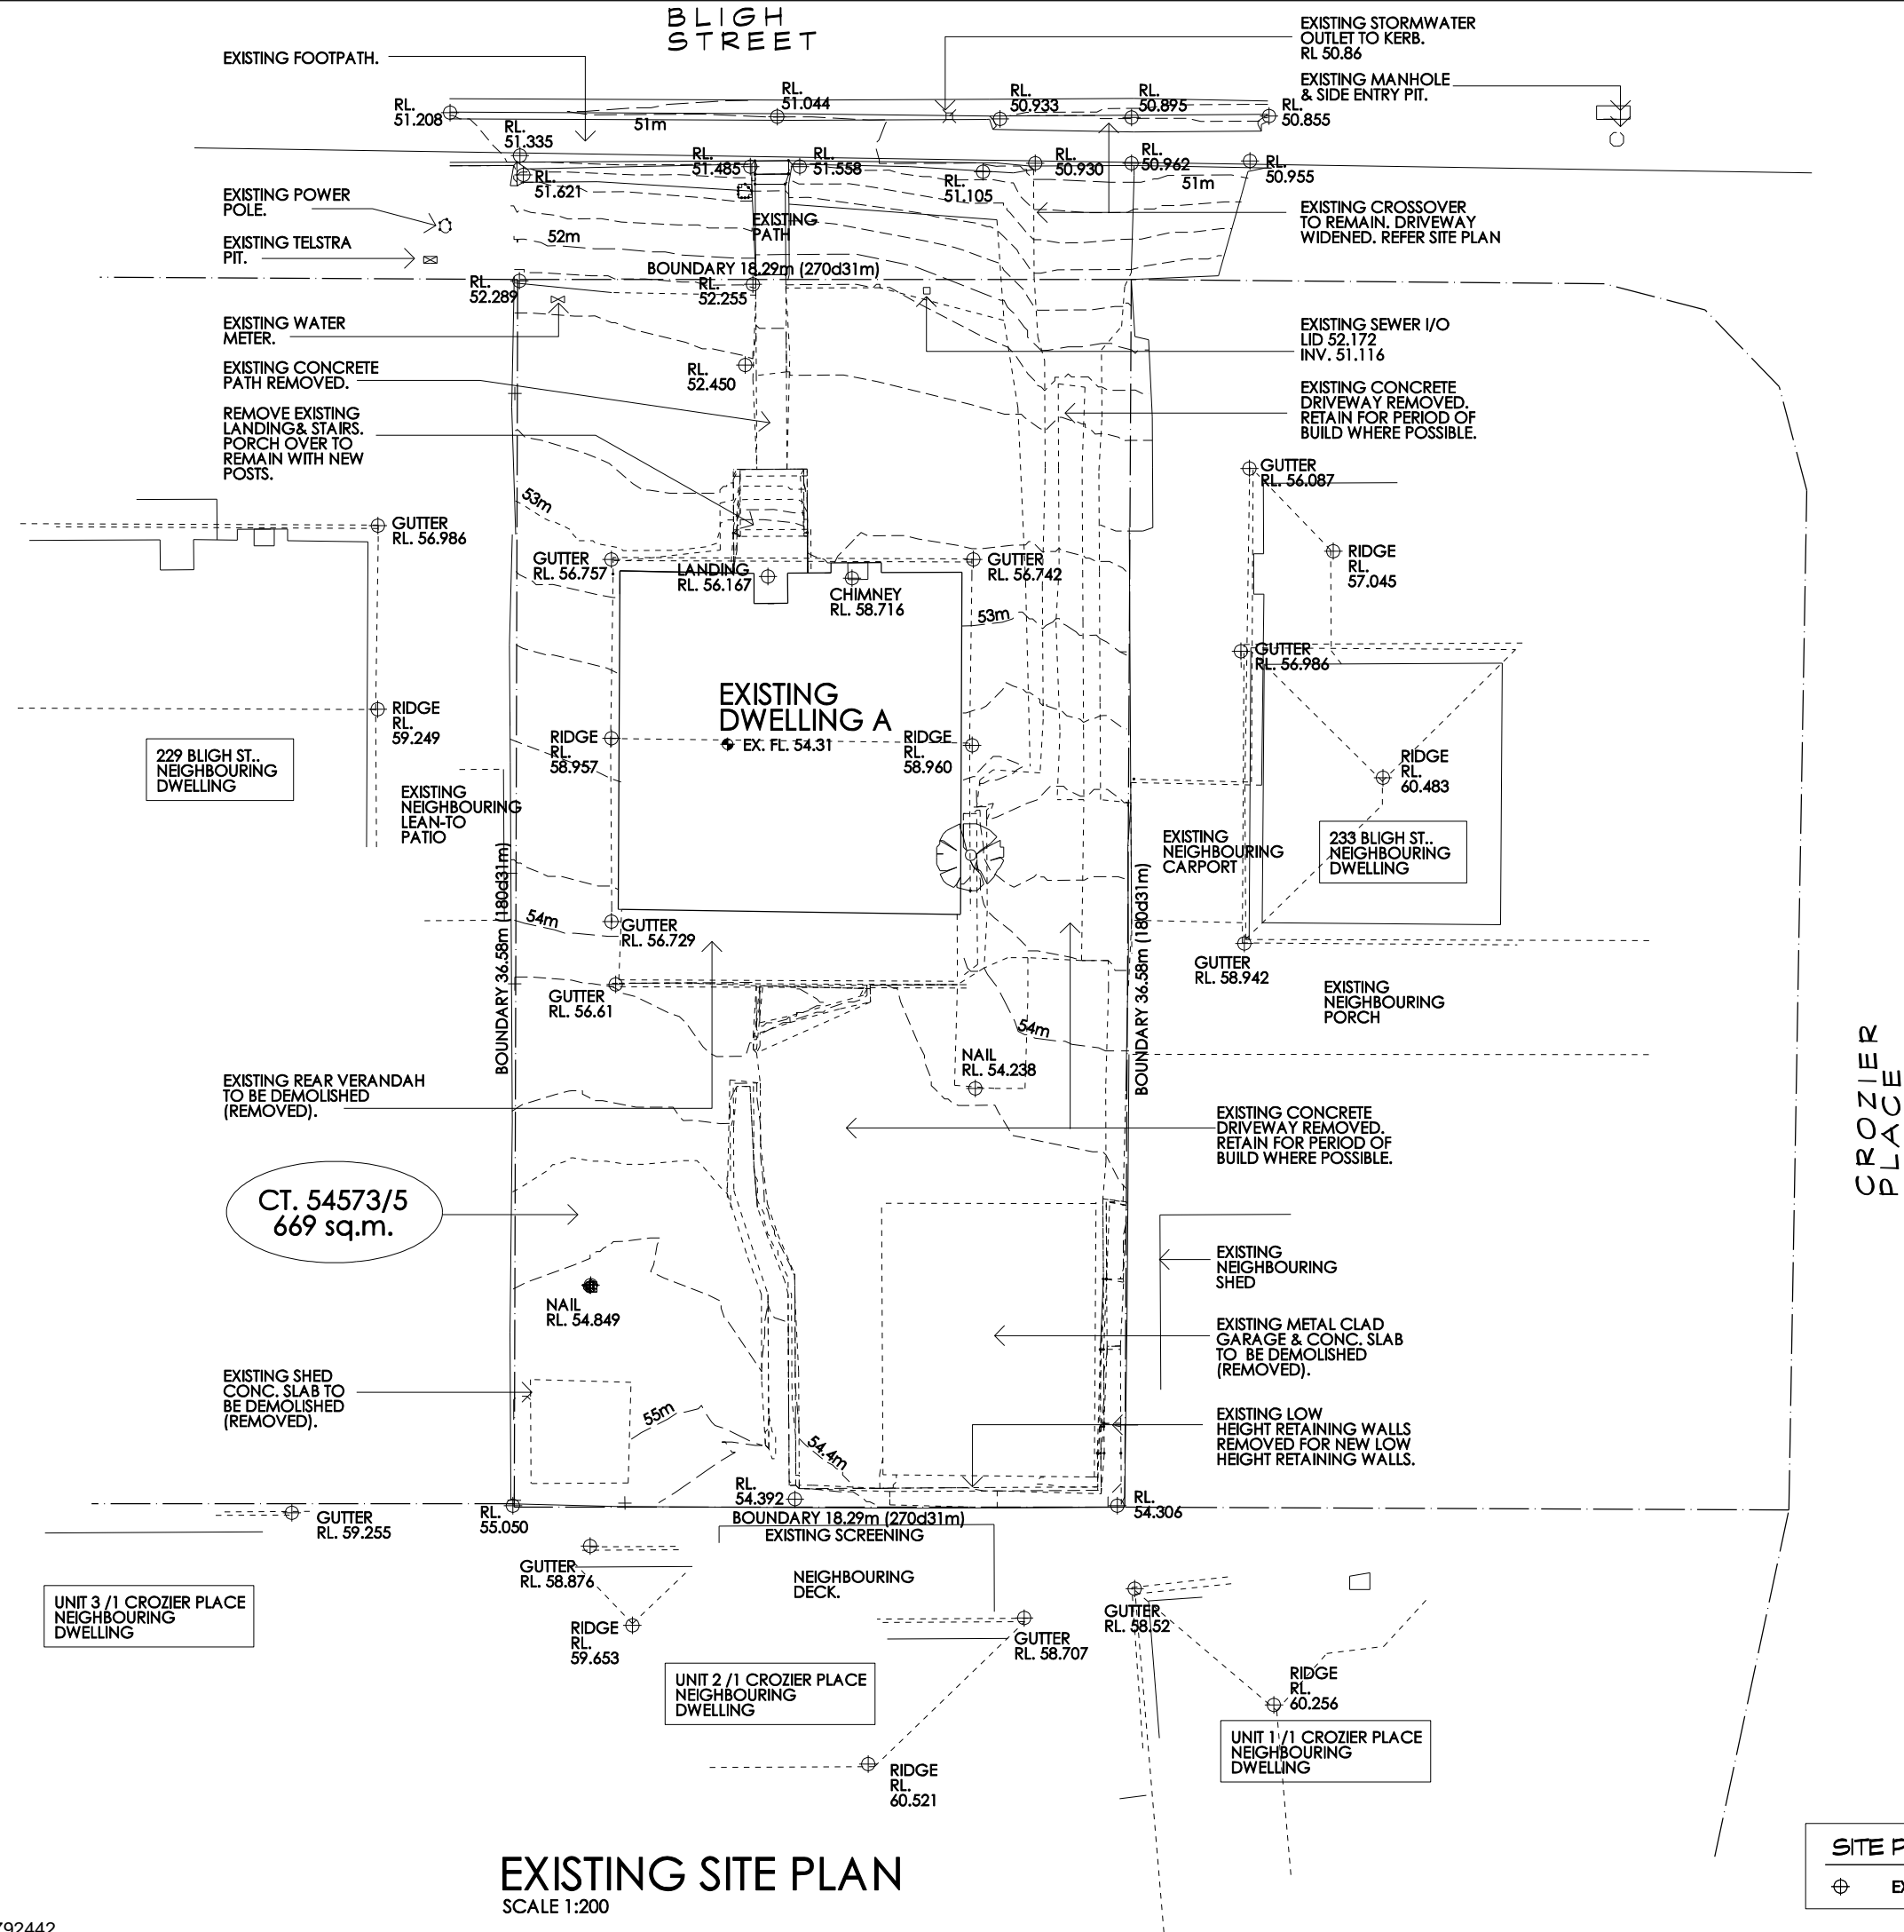 BLIGH
STREET
EXISTING FOOTPATH.
EXISTING STORMWATER
OUTLET TO KERB.
RL 50.86
EXISTING MANHOLE
& SIDE ENTRY PIT.
RL.
51.208
RL.
51.044
RL.
50.933
RL.
50.895
RL.
50.855
51m
RL.
51.335
RL.
51.485
RL.
51.558
RL.
50.930
RL.
50.962
RL.
50.955
RL.
51.621
RL.
51.105
51m
EXISTING POWER
POLE.
EXISTING
PATH
EXISTING CROSSOVER
TO REMAIN. DRIVEWAY
WIDENED. REFER SITE PLAN
EXISTING TELSTRA
PIT.
52m
BOUNDARY 18.29m (270d31m)
RL.
52.289
RL.
52.255
EXISTING WATER
METER.
EXISTING SEWER I/O
LID 52.172
INV. 51.116
EXISTING CONCRETE
PATH REMOVED.
RL.
52.450
EXISTING CONCRETE
DRIVEWAY REMOVED.
RETAIN FOR PERIOD OF
BUILD WHERE POSSIBLE.
REMOVE EXISTING
LANDING& STAIRS.
PORCH OVER TO
REMAIN WITH NEW
POSTS.
53m
GUTTER
RL. 56.087
GUTTER
RL. 56.986
GUTTER
RL. 56.757
LANDING
RL. 56.167
CHIMNEY
RL. 58.716
GUTTER
RL. 56.742
RIDGE
RL.
57.045
53m
GUTTER
RL. 56.986
EXISTING
DWELLING A
EX. FL. 54.31
RIDGE
RL.
59.249
RIDGE
RL.
58.957
RIDGE
RL.
58.960
RIDGE
RL.
60.483
229 BLIGH ST..
NEIGHBOURING
DWELLING
EXISTING
NEIGHBOURING
LEAN-TO
PATIO
EXISTING
NEIGHBOURING
CARPORT
233 BLIGH ST..
NEIGHBOURING
DWELLING
BOUNDARY 36.58m (180d31m)
BOUNDARY 36.58m (180d31m)
54m
GUTTER
RL. 56.729
GUTTER
RL. 58.942
GUTTER
RL. 56.61
EXISTING
NEIGHBOURING
PORCH
54m
NAIL
RL. 54.238
CROZIER
PLACE
EXISTING REAR VERANDAH
TO BE DEMOLISHED
(REMOVED).
EXISTING CONCRETE
DRIVEWAY REMOVED.
RETAIN FOR PERIOD OF
BUILD WHERE POSSIBLE.
CT. 54573/5
669 sq.m.
EXISTING
NEIGHBOURING
SHED
NAIL
RL. 54.849
EXISTING METAL CLAD
GARAGE & CONC. SLAB
TO BE DEMOLISHED
(REMOVED).
EXISTING SHED
CONC. SLAB TO
BE DEMOLISHED
(REMOVED).
55m
54.4m
EXISTING LOW
HEIGHT RETAINING WALLS
REMOVED FOR NEW LOW
HEIGHT RETAINING WALLS.
RL.
54.392
RL.
54.306
GUTTER
RL. 59.255
RL.
55.050
BOUNDARY 18.29m (270d31m)
EXISTING SCREENING
GUTTER
RL. 58.876
NEIGHBOURING
DECK.
UNIT 3 /1 CROZIER PLACE
NEIGHBOURING
DWELLING
RIDGE
RL.
59.653
GUTTER
RL. 58.52
GUTTER
RL. 58.707
UNIT 2 /1 CROZIER PLACE
NEIGHBOURING
DWELLING
RIDGE
RL.
60.256
UNIT 1 /1 CROZIER PLACE
NEIGHBOURING
DWELLING
RIDGE
RL.
60.521
EXISTING SITE PLAN
SCALE 1:200
SITE P
EX
792442